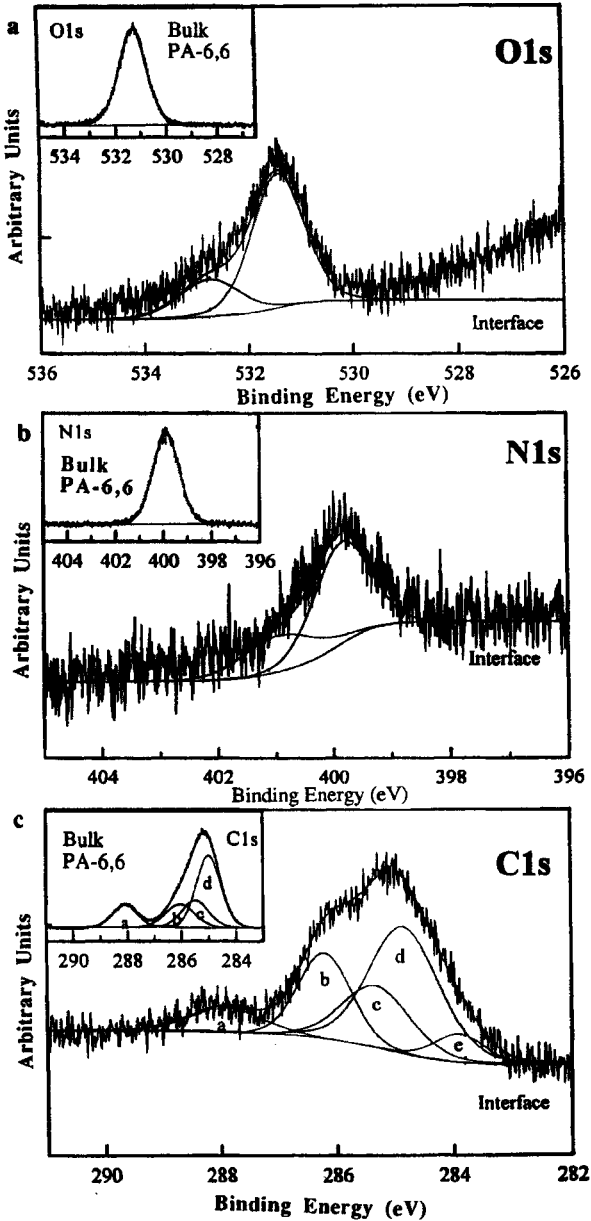 a
O1s
Bulk
PA-6,6
O1s
534 532 530 528
Arbitrary Units
Interface
536 534 532 530 528 526
Binding Energy (eV)
b
N1s
Bulk
PA-6,6
N1s
404 402 400 398 396
Arbitrary Units
Interface
404 402 400 398 396
Binding Energy (eV)
c
Bulk
PA-6,6
C1s
C1s
d
a
b
c
290 288 286 284
Arbitrary Units
a
b
c
d
e
Interface
290 288 286 284 282
Binding Energy (eV)